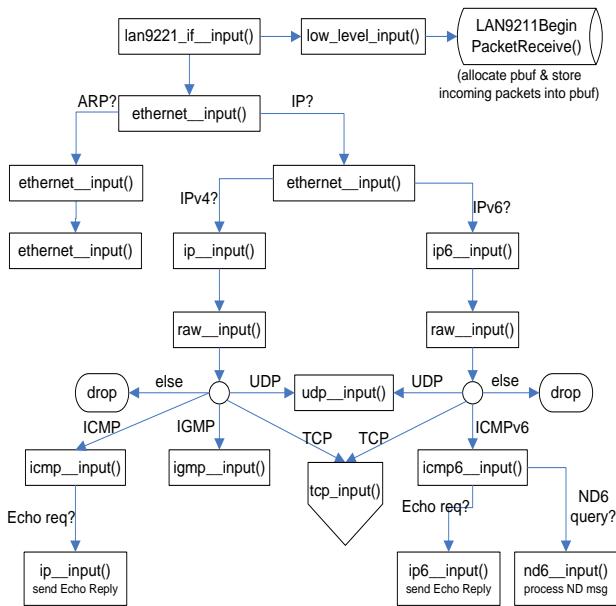 lan9221_if__input()
low_level_input()
LAN9211Begin
PacketReceive()
(allocate pbuf & store
incoming packets into pbuf)
ARP?
IP?
ethernet__input()
ethernet__input()
ethernet__input()
IPv4?
IPv6?
ethernet__input()
ip__input()
ip6__input()
raw__input()
raw__input()
drop
else
UDP
udp__input()
UDP
else
drop
ICMP
IGMP
TCP
TCP
ICMPv6
icmp__input()
igmp__input()
tcp_input()
icmp6__input()
Echo req?
Echo req?
ND6
query?
ip__input()
send Echo Reply
ip6__input()
send Echo Reply
nd6__input()
process ND msg